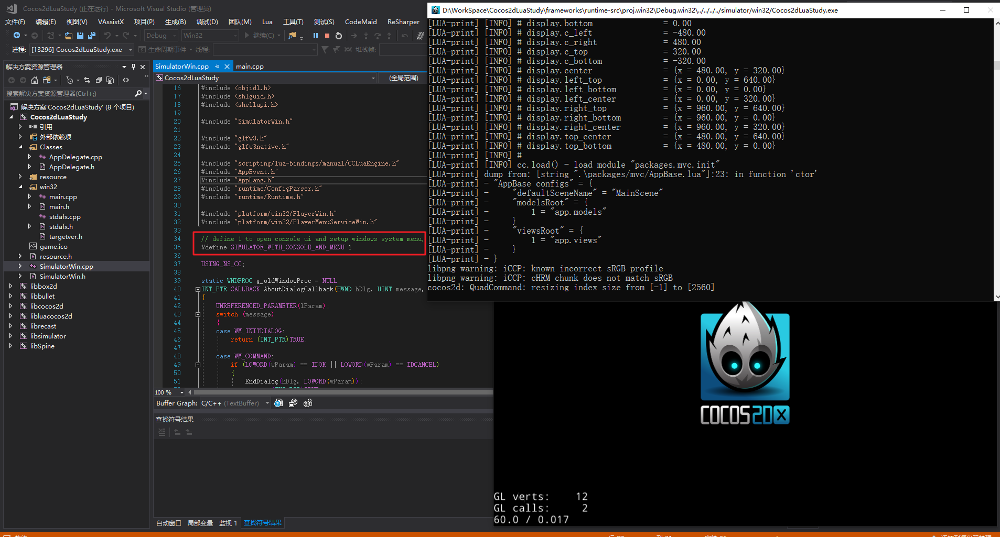 Cocos2dLuaStudy (正在运行) - Microsoft Visual Studio (管理员)
文件(F) 编辑(E) 视图(V) VAssistX 项目(P) 生成(B) 调试(D) 团队(M) Lua 工具(T) 测试(S) CodeMaid ReSharper
Debug Win32 继续(C)
进程: [13296] Cocos2dLuaStudy.exe 生命周期事件 线程: 堆栈帧:
解决方案资源管理器
搜索解决方案资源管理器(Ctrl+;)
解决方案'Cocos2dLuaStudy' (8 个项目)
Cocos2dLuaStudy
引用
外部依赖项
Classes
AppDelegate.cpp
AppDelegate.h
resource
win32
main.cpp
main.h
stdafx.cpp
stdafx.h
targetver.h
game.ico
resource.h
SimulatorWin.cpp
SimulatorWin.h
libbox2d
libbullet
libcocos2d
libluacocos2d
librecast
libsimulator
libSpine
SimulatorWin.cpp main.cpp
Cocos2dLuaStudy (全局范围)
16 #include <objidl.h>
17 #include <shlguid.h>
18 #include <shellapi.h>
19
20 #include "SimulatorWin.h"
21
22 #include "glfw3.h"
23 #include "glfw3native.h"
24
25 #include "scripting/lua-bindings/manual/CCLuaEngine.h"
26 #include "AppEvent.h"
27 #include "AppLang.h"
28 #include "runtime/ConfigParser.h"
29 #include "runtime/Runtime.h"
30
31 #include "platform/win32/PlayerWin.h"
32 #include "platform/win32/PlayerMenuServiceWin.h"
33
34 // define 1 to open console ui and setup windows system menu,
35 #define SIMULATOR_WITH_CONSOLE_AND_MENU 1
36
37 USING_NS_CC;
38
39 static WNDPROC g_oldWindowProc = NULL;
40 INT_PTR CALLBACK AboutDialogCallback(HWND hDlg, UINT message,
41 {
42 UNREFERENCED_PARAMETER(lParam);
43 switch (message)
44 {
45 case WM_INITDIALOG:
46 return (INT_PTR)TRUE;
47
48 case WM_COMMAND:
49 if (LOWORD(wParam) == IDOK || LOWORD(wParam) == IDCANCEL)
50 {
51 EndDialog(hDlg, LOWORD(wParam));
100 %
Buffer Graph: C/C++ (TextBuffer)
查找符号结果
自动窗口 局部变量 监视 1 查找符号结果
D:\WorkSpace\Cocos2dLuaStudy\frameworks\runtime-src\proj.win32\Debug.win32\../../../../simulator/win32/Cocos2dLuaStudy.exe
[LUA-print] [INFO] # display.bottom = 0.00
[LUA-print] [INFO] # display.c_left = -480.00
[LUA-print] [INFO] # display.c_right = 480.00
[LUA-print] [INFO] # display.c_top = 320.00
[LUA-print] [INFO] # display.c_bottom = -320.00
[LUA-print] [INFO] # display.center = {x = 480.00, y = 320.00}
[LUA-print] [INFO] # display.left_top = {x = 0.00, y = 640.00}
[LUA-print] [INFO] # display.left_bottom = {x = 0.00, y = 0.00}
[LUA-print] [INFO] # display.left_center = {x = 0.00, y = 320.00}
[LUA-print] [INFO] # display.right_top = {x = 960.00, y = 640.00}
[LUA-print] [INFO] # display.right_bottom = {x = 960.00, y = 0.00}
[LUA-print] [INFO] # display.right_center = {x = 960.00, y = 320.00}
[LUA-print] [INFO] # display.top_center = {x = 480.00, y = 640.00}
[LUA-print] [INFO] # display.top_bottom = {x = 480.00, y = 0.00}
[LUA-print] [INFO] #
[LUA-print] [INFO] cc.load() - load module "packages.mvc.init"
[LUA-print] dump from: [string ".\packages/mvc/AppBase.lua"]:23: in function 'ctor'
[LUA-print] - "AppBase configs" = {
[LUA-print] - "defaultSceneName" = "MainScene"
[LUA-print] - "modelsRoot" = {
[LUA-print] - 1 = "app.models"
[LUA-print] - }
[LUA-print] - "viewsRoot" = {
[LUA-print] - 1 = "app.views"
[LUA-print] - }
[LUA-print] - }
libpng warning: iCCP: known incorrect sRGB profile
libpng warning: iCCP: cHRM chunk does not match sRGB
cocos2d: QuadCommand: resizing index size from [-1] to [2560]
COCOS2DX
GL verts: 12
GL calls: 2
60.0 / 0.017